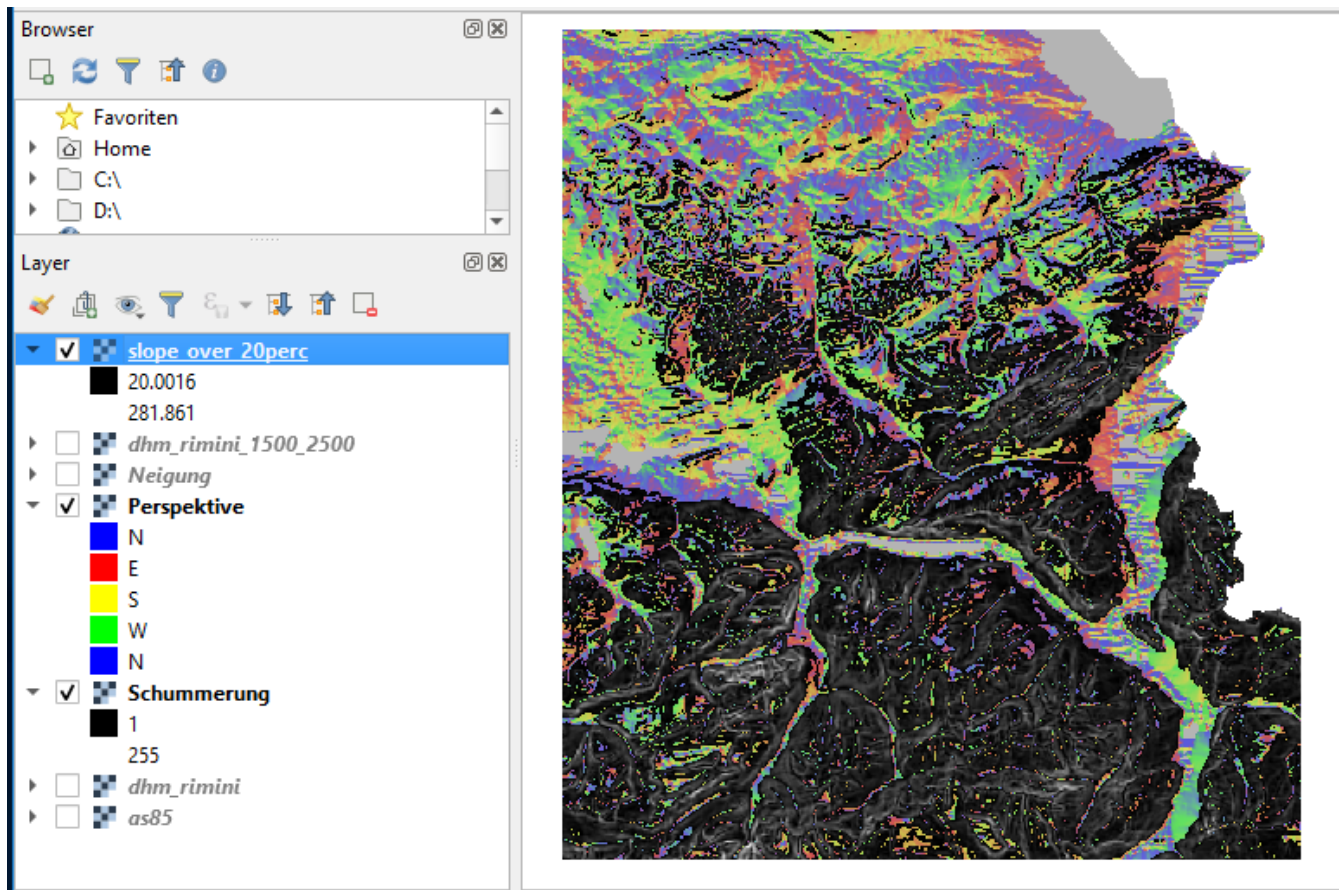 Browser
Favoriten
Home
C:\
D:\
Layer
slope_over_20perc
20.0016
281.861
dhm_rimini_1500_2500
Neigung
Perspektive
N
E
S
W
N
Schummerung
1
255
dhm_rimini
as85